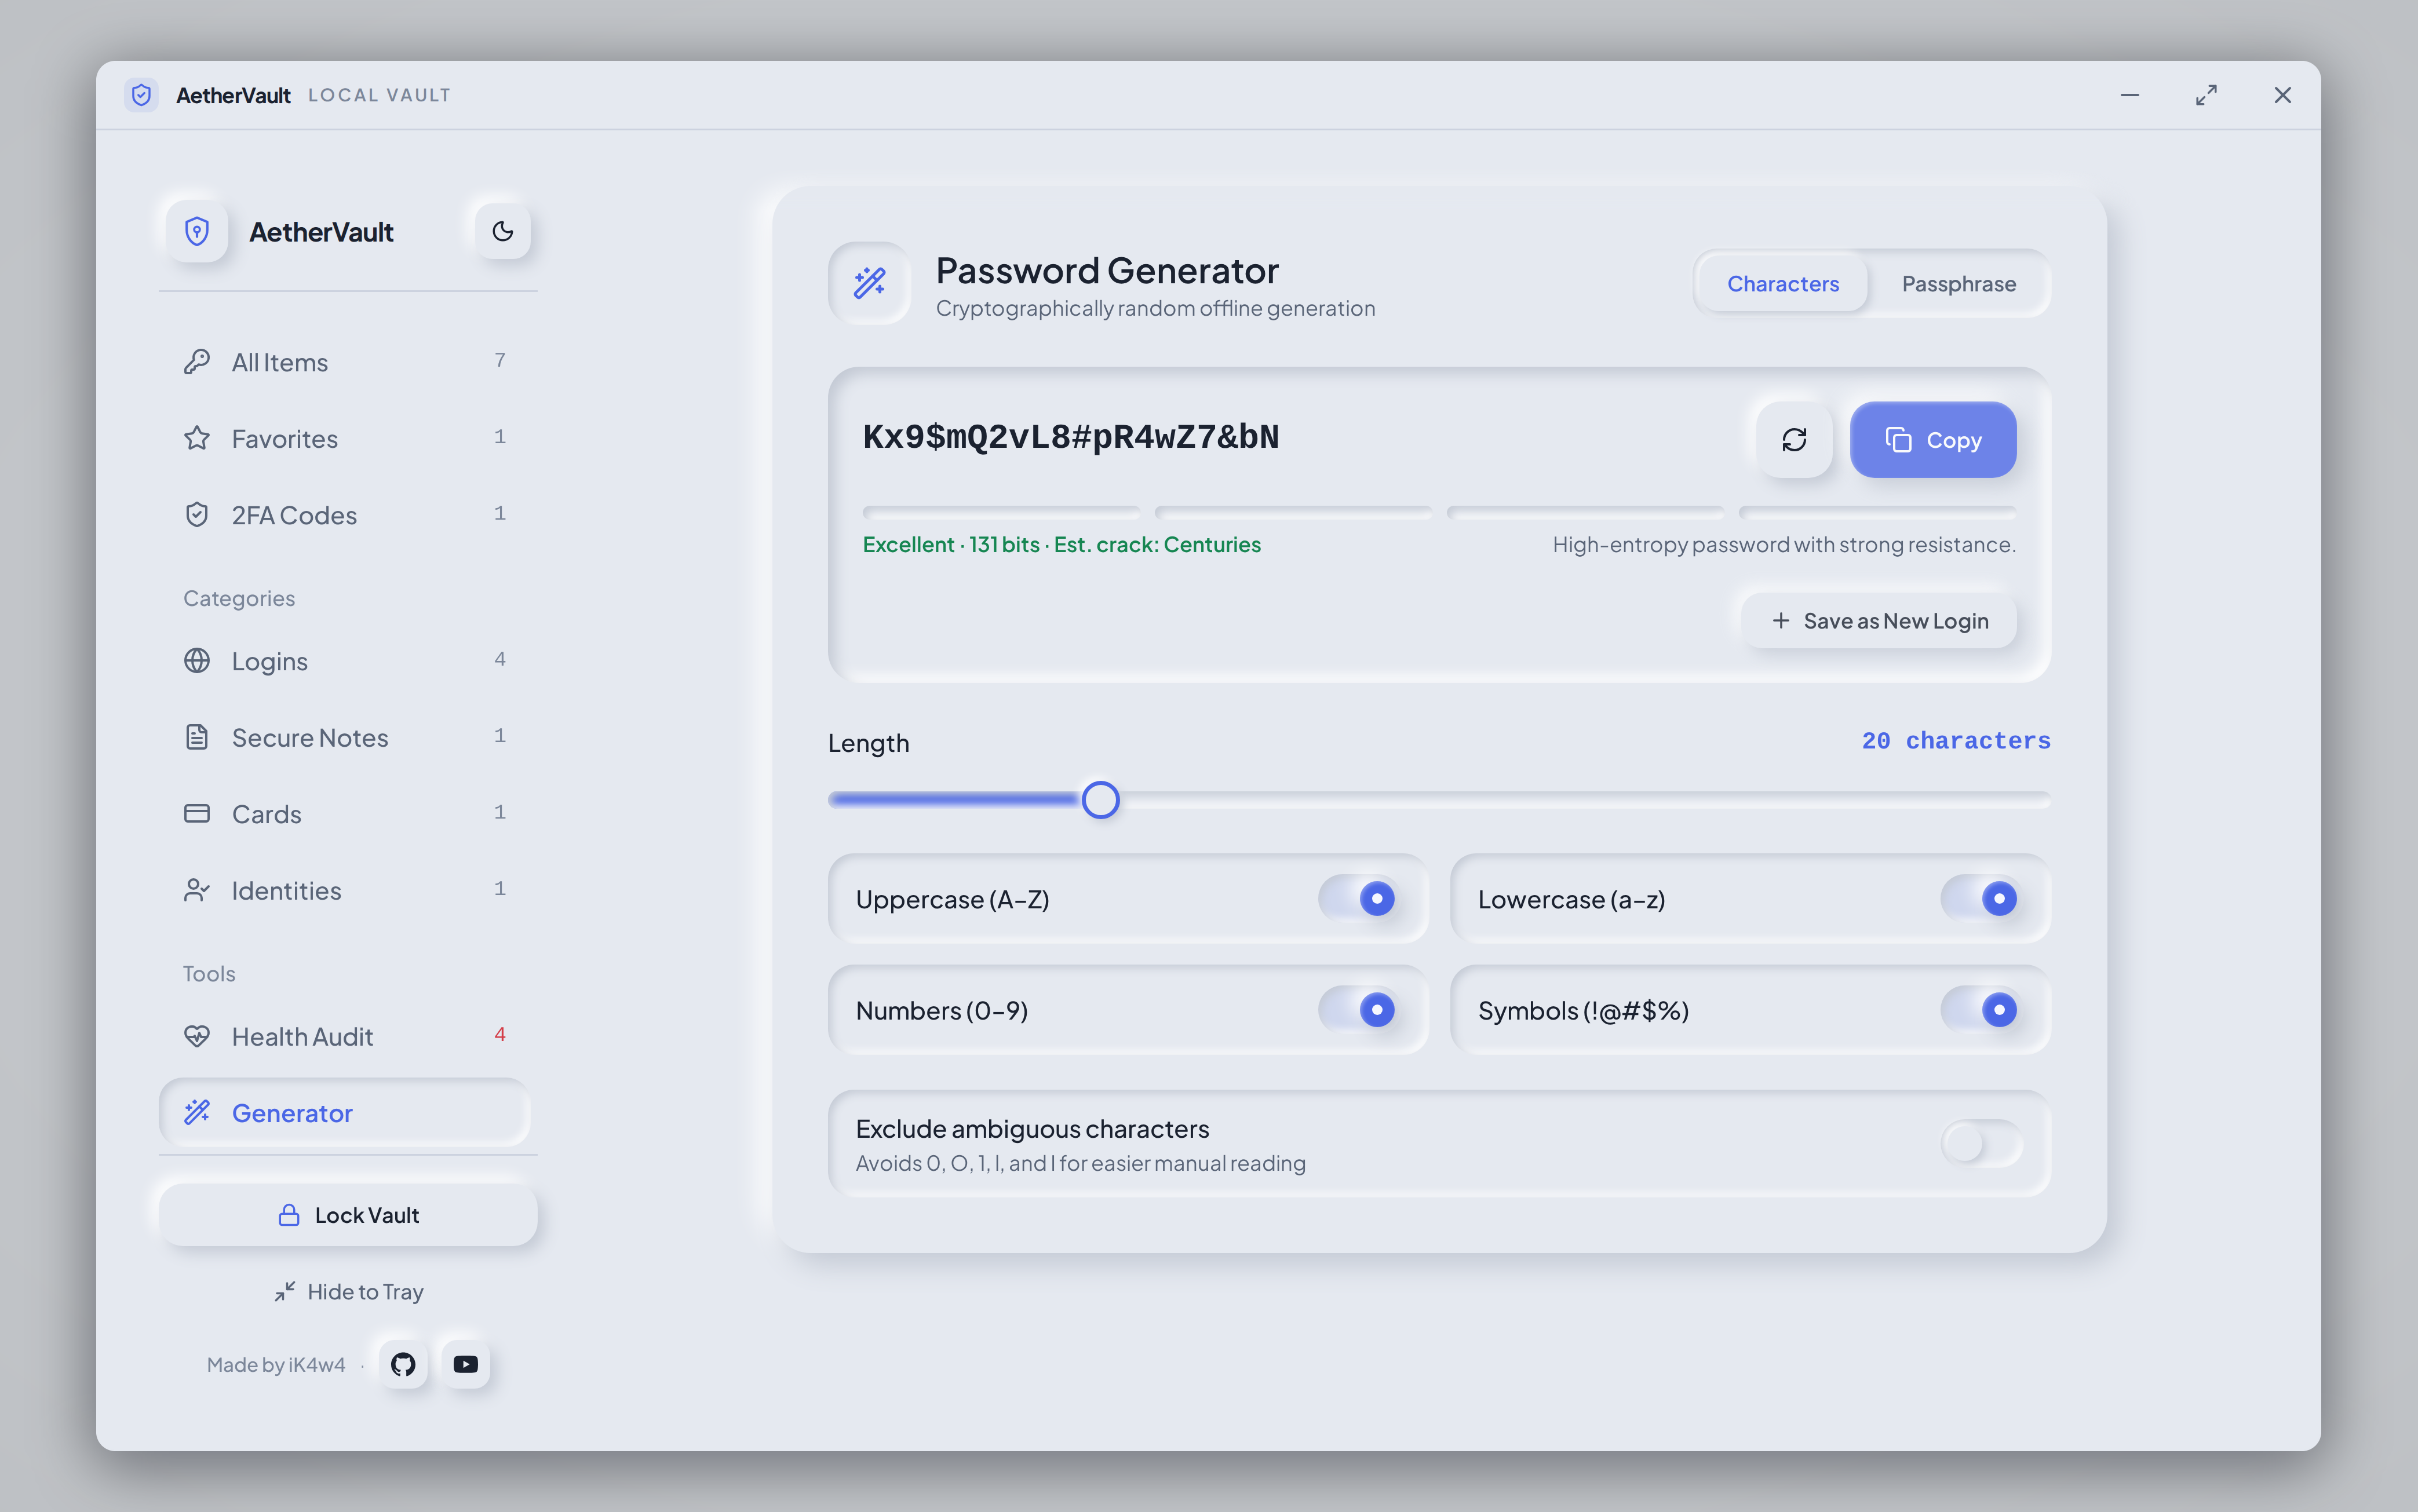 AetherVault LOCAL VAULT
AetherVault
All Items 7
Favorites 1
2FA Codes 1
Categories
Logins 4
Secure Notes 1
Cards 1
Identities 1
Tools
Health Audit 4
Generator
Lock Vault
Hide to Tray
Made by iK4w4 ·
Password Generator
Cryptographically random offline generation
Characters Passphrase
Kx9$mQ2vL8#pR4wZ7&bN
Copy
Excellent · 131 bits · Est. crack: Centuries
High-entropy password with strong resistance.
Save as New Login
Length 20 characters
Uppercase (A–Z)
Lowercase (a–z)
Numbers (0–9)
Symbols (!@#$%)
Exclude ambiguous characters
Avoids 0, O, 1, l, and I for easier manual reading